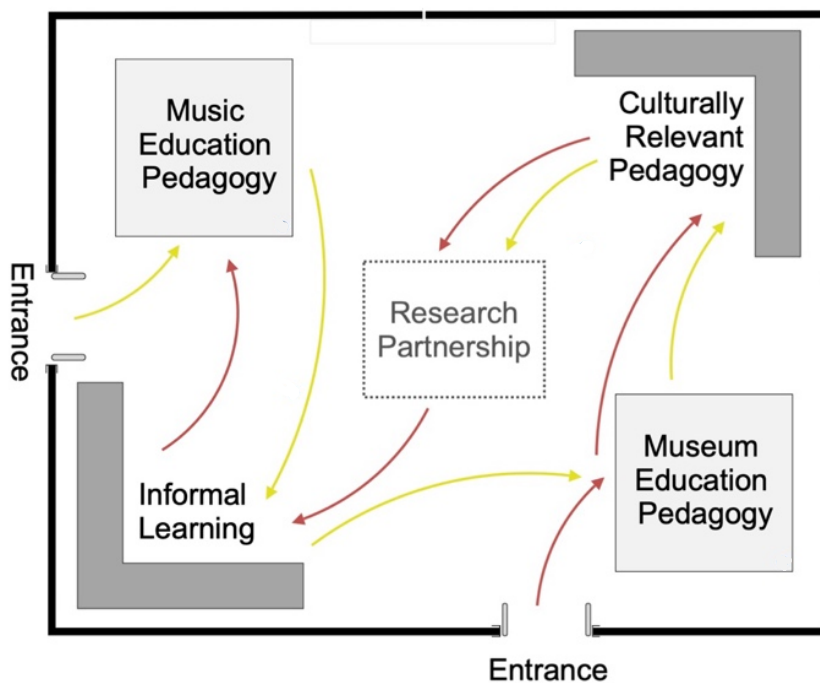 Music
Education
Pedagogy
Culturally
Relevant
Pedagogy
Entrance
Research
Partnership
Informal
Learning
Museum
Education
Pedagogy
Entrance